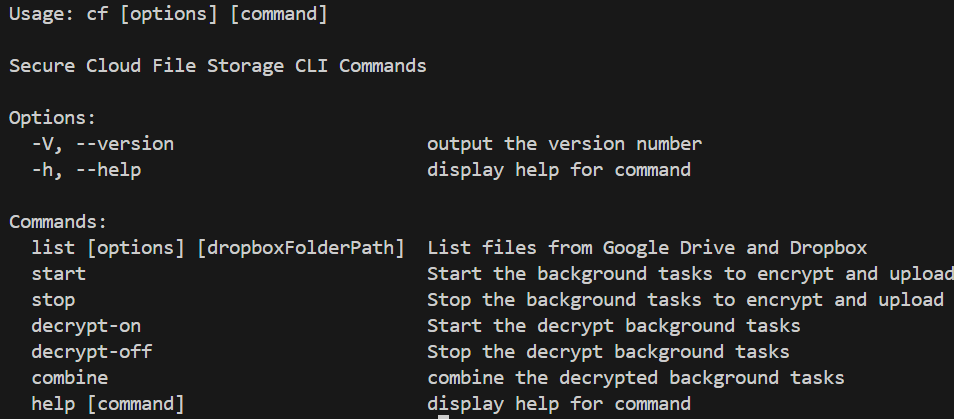 Usage: cf [options] [command]
Secure Cloud File Storage CLI Commands
Options:
-V, --version output the version number
-h, --help display help for command
Commands:
list [options] [dropboxFolderPath] List files from Google Drive and Dropbox
start Start the background tasks to encrypt and upload
stop Stop the background tasks to encrypt and upload
decrypt-on Start the decrypt background tasks
decrypt-off Stop the decrypt background tasks
combine combine the decrypted background tasks
help [command] display help for command